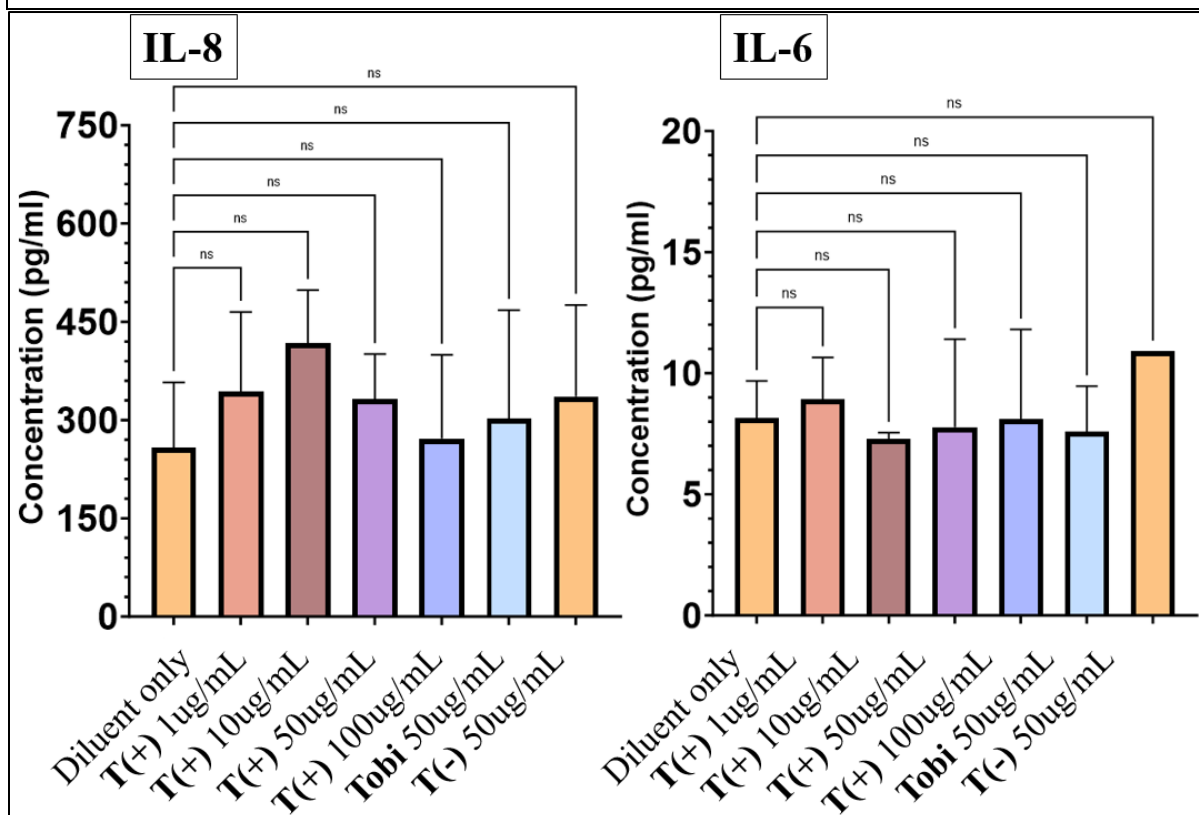 IL-8
ns
ns
ns
ns
ns
ns
Concentration (pg/ml)
750
600
450
300
150
0
Diluent only
T(+) 1ug/mL
T(+) 10ug/mL
T(+) 50ug/mL
T(+) 100ug/mL
Tobi 50ug/mL
T(-) 50ug/mL
IL-6
ns
ns
ns
ns
ns
ns
Concentration (pg/ml)
20
15
10
5
0
Diluent only
T(+) 1ug/mL
T(+) 10ug/mL
T(+) 50ug/mL
T(+) 100ug/mL
Tobi 50ug/mL
T(-) 50ug/mL